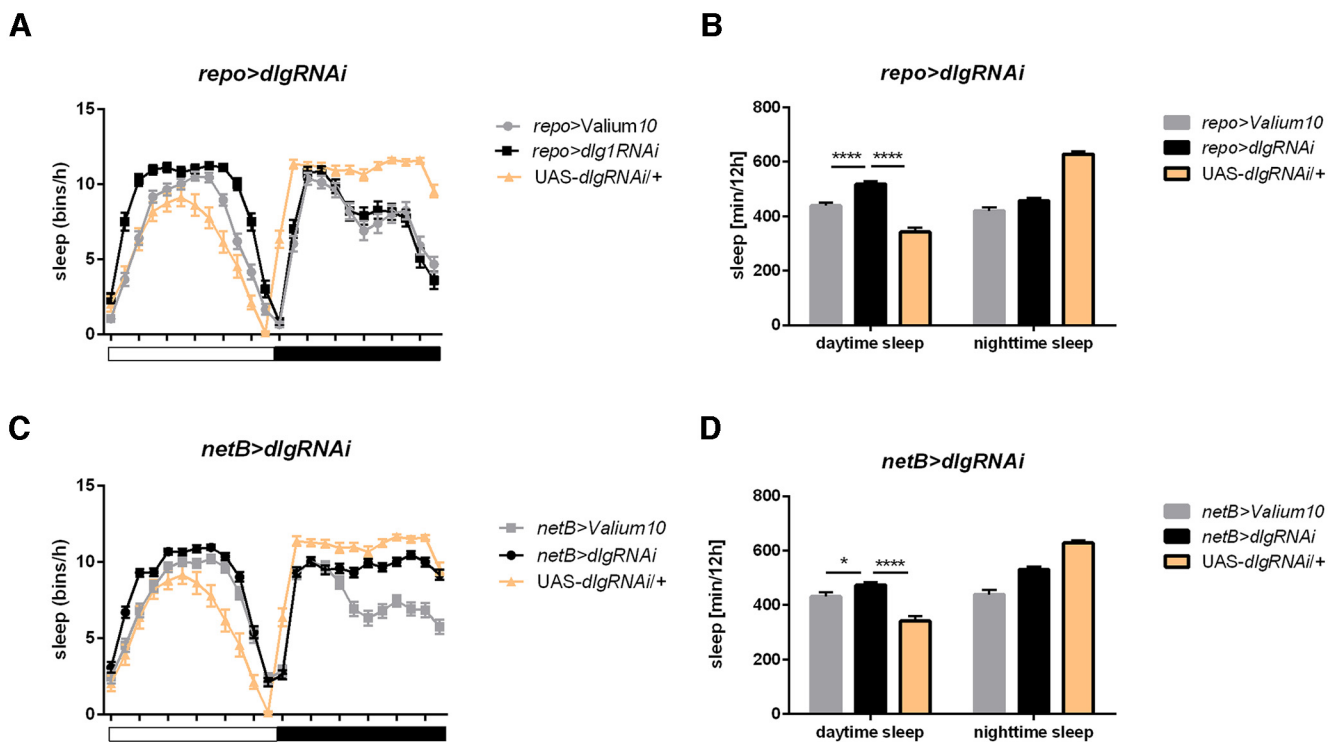 A
repo>dlgRNAi
15
10
5
0
sleep (bins/h)
repo>Valium10
repo>dlg1RNAi
UAS-dlgRNAi/+
B
repo>dlgRNAi
800
600
400
200
0
sleep [min/12h]
**** ****
daytime sleep nighttime sleep
repo>Valium10
repo>dlgRNAi
UAS-dlgRNAi/+
C
netB>dlgRNAi
15
10
5
0
sleep (bins/h)
netB>Valium10
netB>dlgRNAi
UAS-dlgRNAi/+
D
netB>dlgRNAi
800
600
400
200
0
sleep [min/12h]
* ****
daytime sleep nighttime sleep
netB>Valium10
netB>dlgRNAi
UAS-dlgRNAi/+